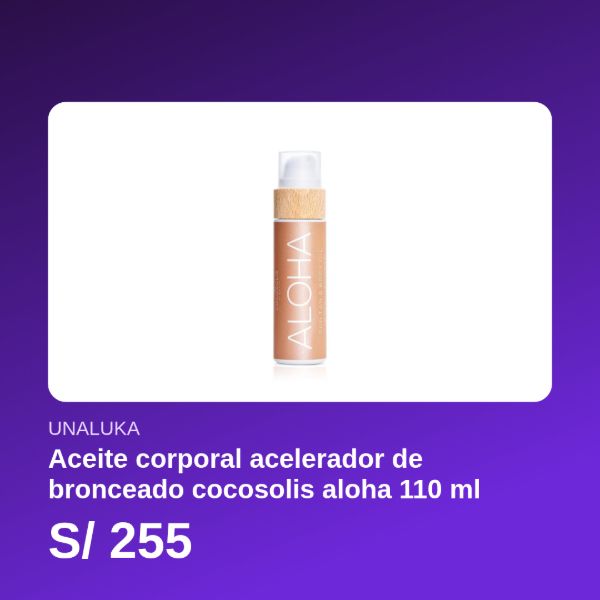 ALOHA
UNALUKA
Aceite corporal acelerador de
bronceado cocosolis aloha 110 ml
S/ 255